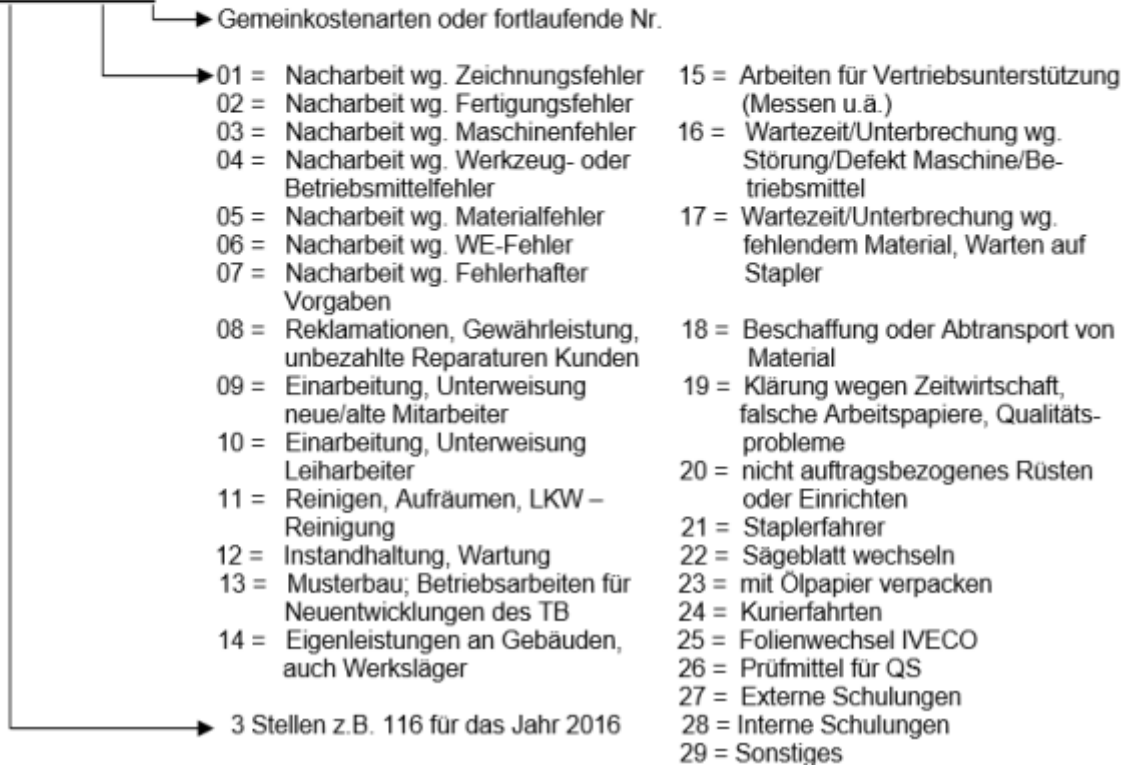 Gemeinkostenarten oder fortlaufende Nr.
01 = Nacharbeit wg. Zeichnungsfehler
02 = Nacharbeit wg. Fertigungsfehler
03 = Nacharbeit wg. Maschinenfehler
04 = Nacharbeit wg. Werkzeug- oder
Betriebsmittelfehler
05 = Nacharbeit wg. Materialfehler
06 = Nacharbeit wg. WE-Fehler
07 = Nacharbeit wg. Fehlerhafter
Vorgaben
08 = Reklamationen, Gewährleistung,
unbezahlte Reparaturen Kunden
09 = Einarbeitung, Unterweisung
neue/alte Mitarbeiter
10 = Einarbeitung, Unterweisung
Leiharbeiter
11 = Reinigen, Aufräumen, LKW –
Reinigung
12 = Instandhaltung, Wartung
13 = Musterbau; Betriebsarbeiten für
Neuentwicklungen des TB
14 = Eigenleistungen an Gebäuden,
auch Werksläger
3 Stellen z.B. 116 für das Jahr 2016
15 = Arbeiten für Vertriebsunterstützung
(Messen u.ä.)
16 = Wartezeit/Unterbrechung wg.
Störung/Defekt Maschine/Be-
triebsmittel
17 = Wartezeit/Unterbrechung wg.
fehlendem Material, Warten auf
Stapler
18 = Beschaffung oder Abtransport von
Material
19 = Klärung wegen Zeitwirtschaft,
falsche Arbeitspapiere, Qualitäts-
probleme
20 = nicht auftragsbezogenes Rüsten
oder Einrichten
21 = Staplerfahrer
22 = Sägeblatt wechseln
23 = mit Ölpapier verpacken
24 = Kurierfahrten
25 = Folienwechsel IVECO
26 = Prüfmittel für QS
27 = Externe Schulungen
28 = Interne Schulungen
29 = Sonstiges